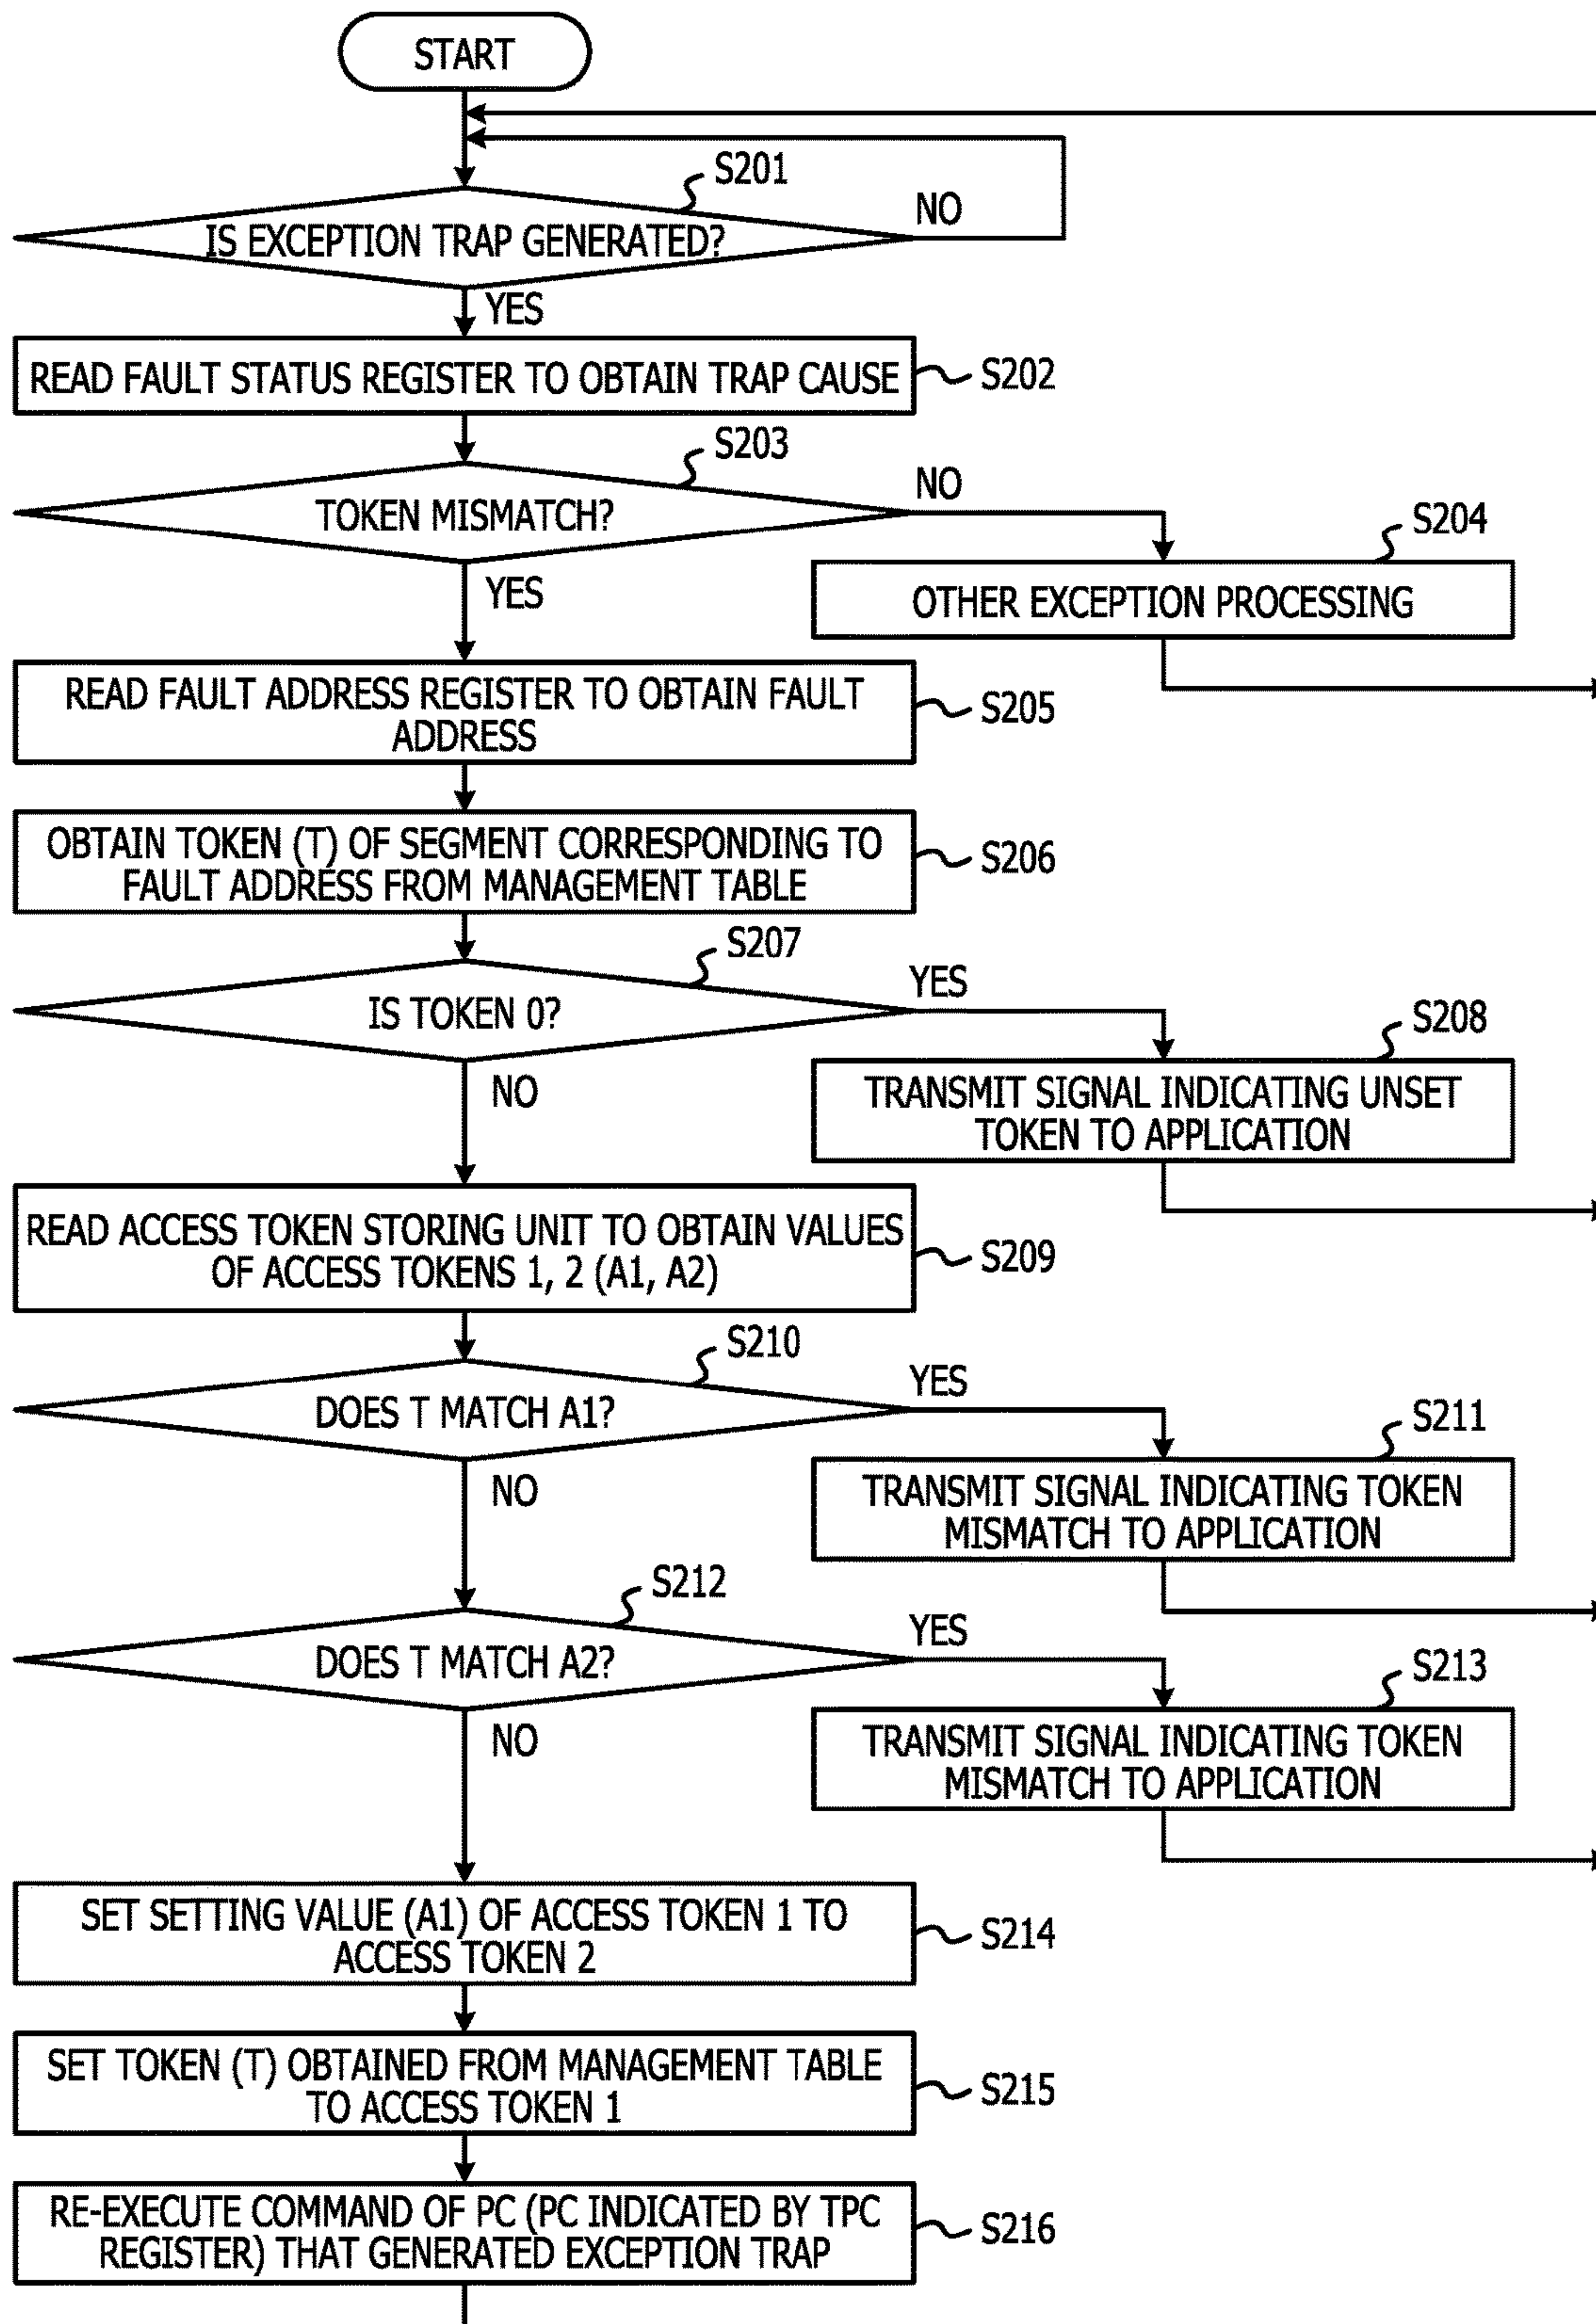 START
S201
NO
IS EXCEPTION TRAP GENERATED?
YES
READ FAULT STATUS REGISTER TO OBTAIN TRAP CAUSE
S202
S203
NO
TOKEN MISMATCH?
S204
YES
OTHER EXCEPTION PROCESSING
READ FAULT ADDRESS REGISTER TO OBTAIN FAULT
ADDRESS
S205
OBTAIN TOKEN (T) OF SEGMENT CORRESPONDING TO
FAULT ADDRESS FROM MANAGEMENT TABLE
S206
S207
YES
IS TOKEN 0?
S208
NO
TRANSMIT SIGNAL INDICATING UNSET
TOKEN TO APPLICATION
READ ACCESS TOKEN STORING UNIT TO OBTAIN VALUES
OF ACCESS TOKENS 1, 2 (A1, A2)
S209
S210
YES
DOES T MATCH A1?
S211
NO
TRANSMIT SIGNAL INDICATING TOKEN
MISMATCH TO APPLICATION
S212
YES
DOES T MATCH A2?
S213
NO
TRANSMIT SIGNAL INDICATING TOKEN
MISMATCH TO APPLICATION
SET SETTING VALUE (A1) OF ACCESS TOKEN 1 TO
ACCESS TOKEN 2
S214
SET TOKEN (T) OBTAINED FROM MANAGEMENT TABLE
TO ACCESS TOKEN 1
S215
RE-EXECUTE COMMAND OF PC (PC INDICATED BY TPC
REGISTER) THAT GENERATED EXCEPTION TRAP
S216